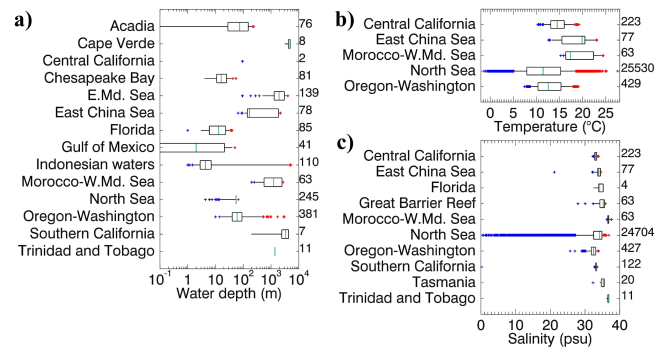 a)
Acadia 76
Cape Verde 8
Central California 2
Chesapeake Bay 81
E.Md. Sea 139
East China Sea 78
Florida 85
Gulf of Mexico 41
Indonesian waters 110
Morocco-W.Md. Sea 63
North Sea 245
Oregon-Washington 381
Southern California 7
Trinidad and Tobago 11
10^-1 10^0 10^1 10^2 10^3 10^4
Water depth (m)
b)
Central California 223
East China Sea 77
Morocco-W.Md. Sea 63
North Sea 25530
Oregon-Washington 429
0 5 10 15 20 25
Temperature (°C)
c)
Central California 223
East China Sea 77
Florida 4
Great Barrier Reef 63
Morocco-W.Md. Sea 63
North Sea 24704
Oregon-Washington 427
Southern California 122
Tasmania 20
Trinidad and Tobago 11
0 10 20 30 40
Salinity (psu)